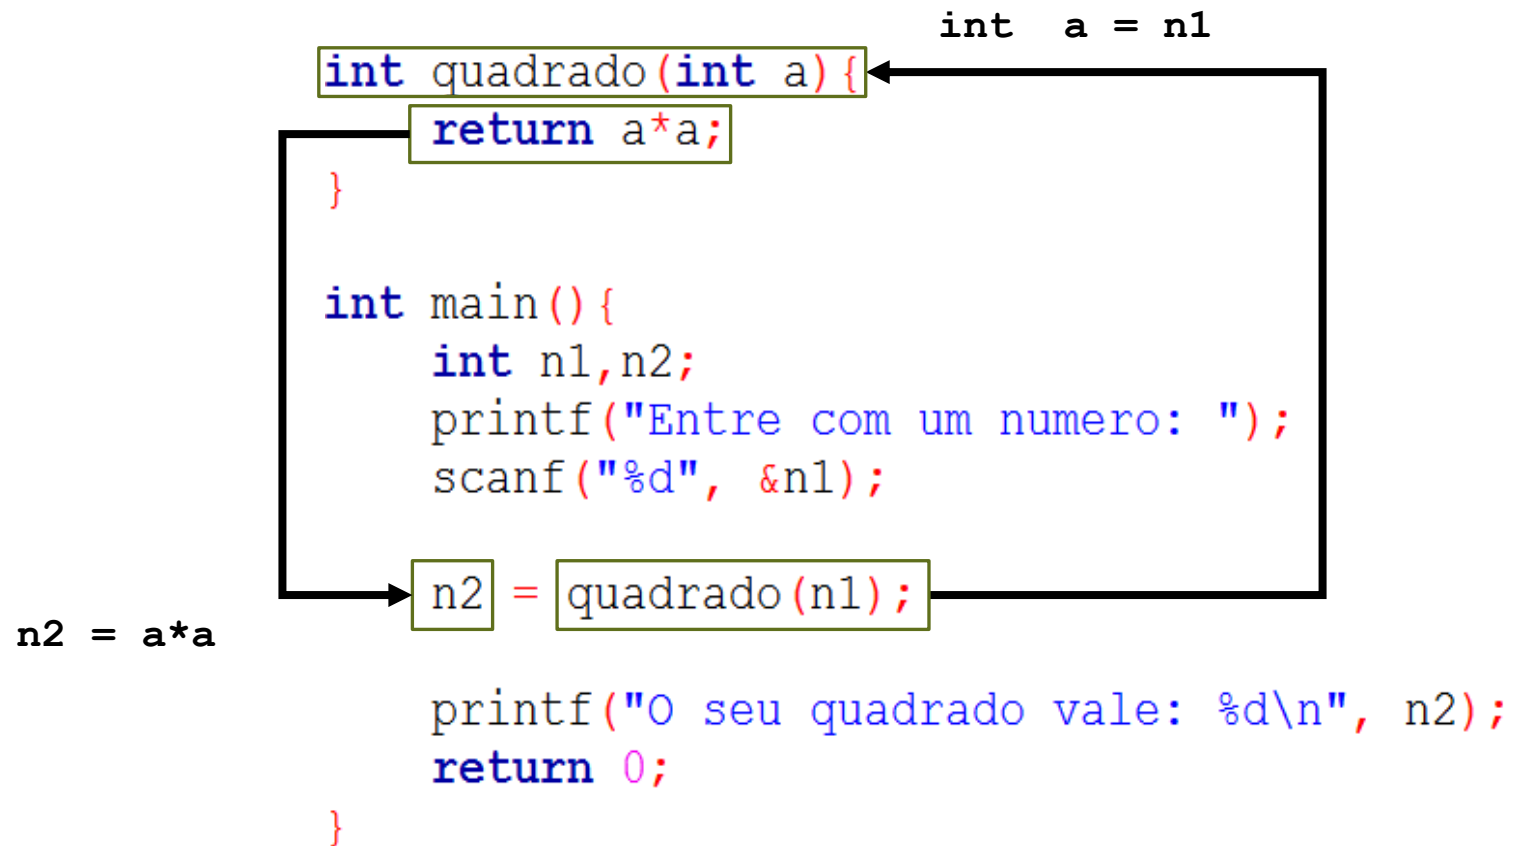 int  a = n1
int quadrado(int a){
    return a*a;
}
int main(){
    int n1,n2;
    printf("Entre com um numero: ");
    scanf("%d", &n1);
    n2 = quadrado(n1);
n2 = a*a
    printf("O seu quadrado vale: %d\n", n2);
    return 0;
}